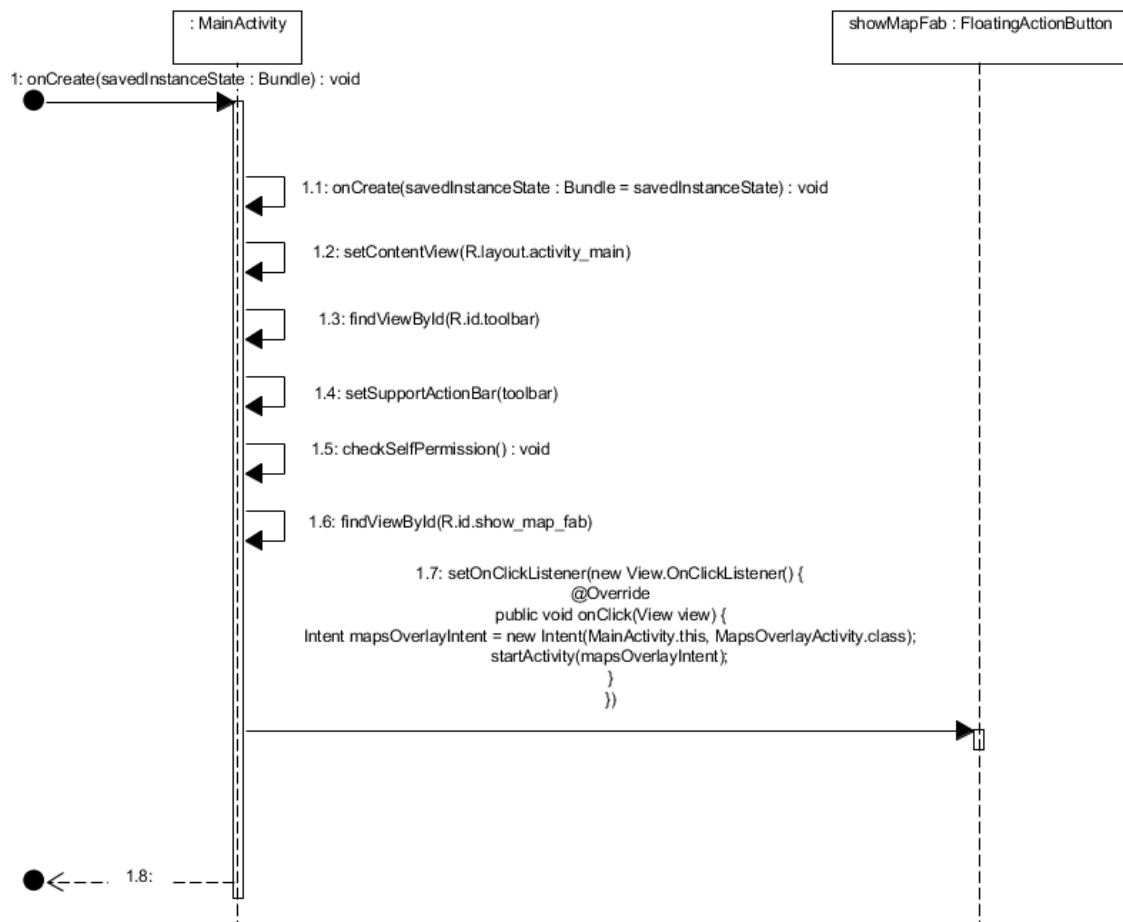 : MainActivity
showMapFab : FloatingActionButton
1: onCreate(savedInstanceState : Bundle) : void
1.1: onCreate(savedInstanceState : Bundle = savedInstanceState) : void
1.2: setContentView(R.layout.activity_main)
1.3: findViewById(R.id.toolbar)
1.4: setSupportActionBar(toolbar)
1.5: checkSelfPermission() : void
1.6: findViewById(R.id.show_map_fab)
1.7: setOnClickListener(new View.OnClickListener() {
@Override
public void onClick(View view) {
Intent mapsOverlayIntent = new Intent(MainActivity.this, MapsOverlayActivity.class);
startActivity(mapsOverlayIntent);
}
})
1.8: